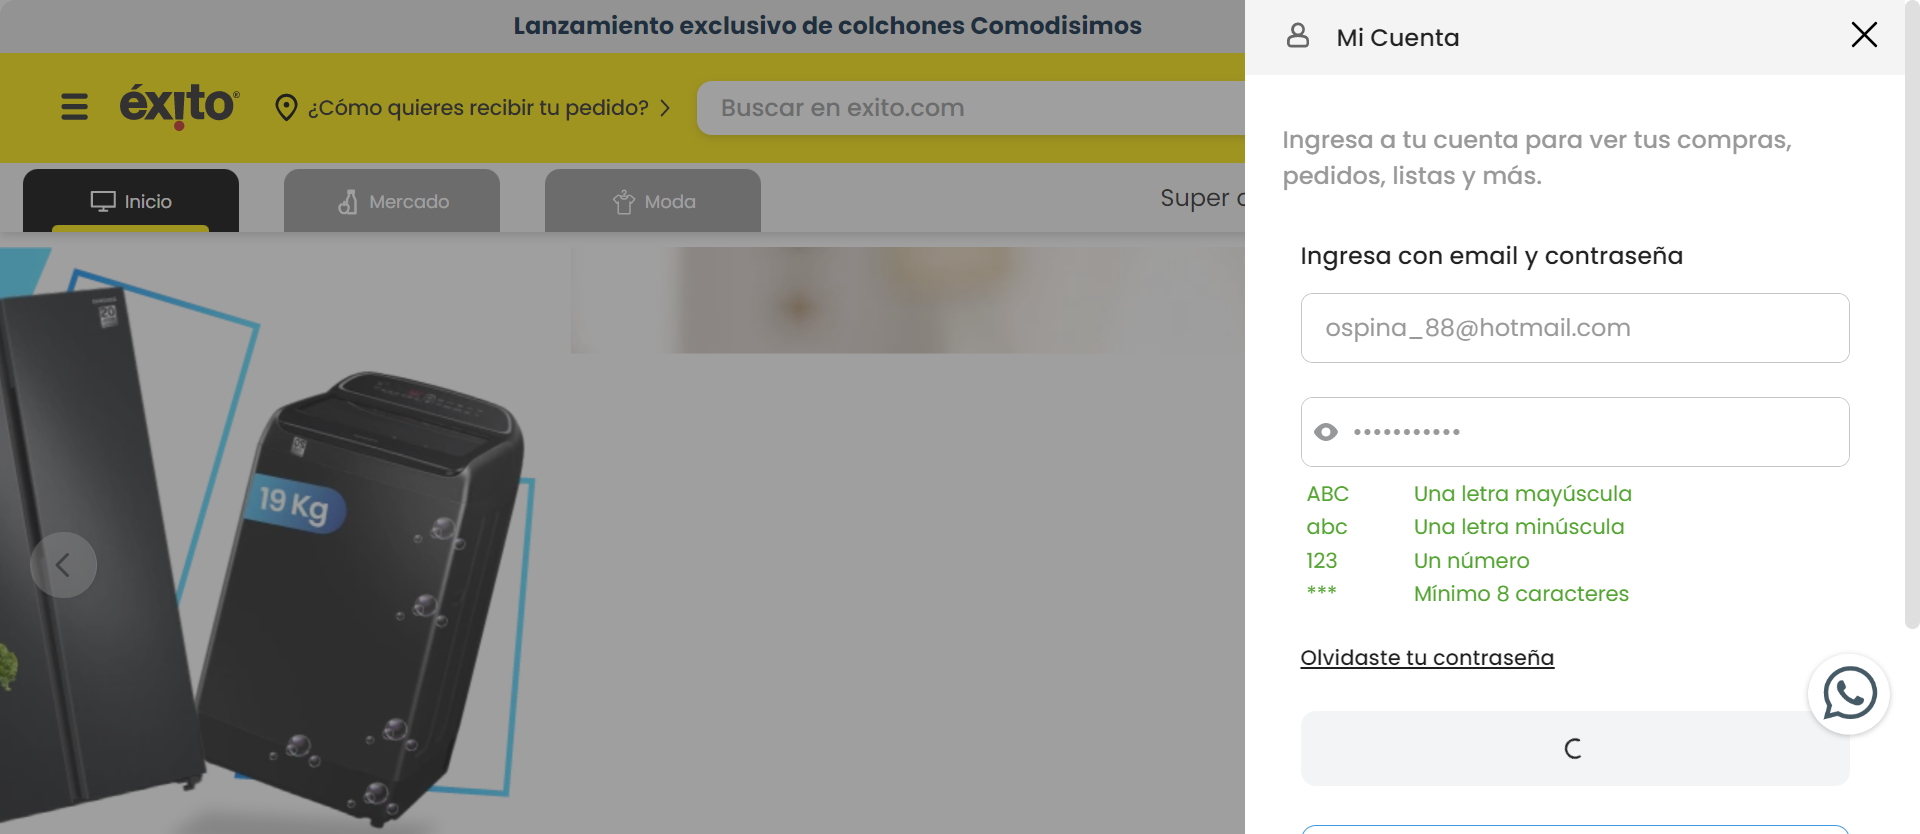 Lanzamiento exclusivo de colchones Comodisimos
éxito
¿Cómo quieres recibir tu pedido?
Buscar en exito.com
Inicio
Mercado
Moda
Super
19 Kg
Mi Cuenta
Ingresa a tu cuenta para ver tus compras,
pedidos, listas y más.
Ingresa con email y contraseña
ospina_88@hotmail.com
•••••••••••
ABC Una letra mayúscula
abc Una letra minúscula
123 Un número
*** Mínimo 8 caracteres
Olvidaste tu contraseña